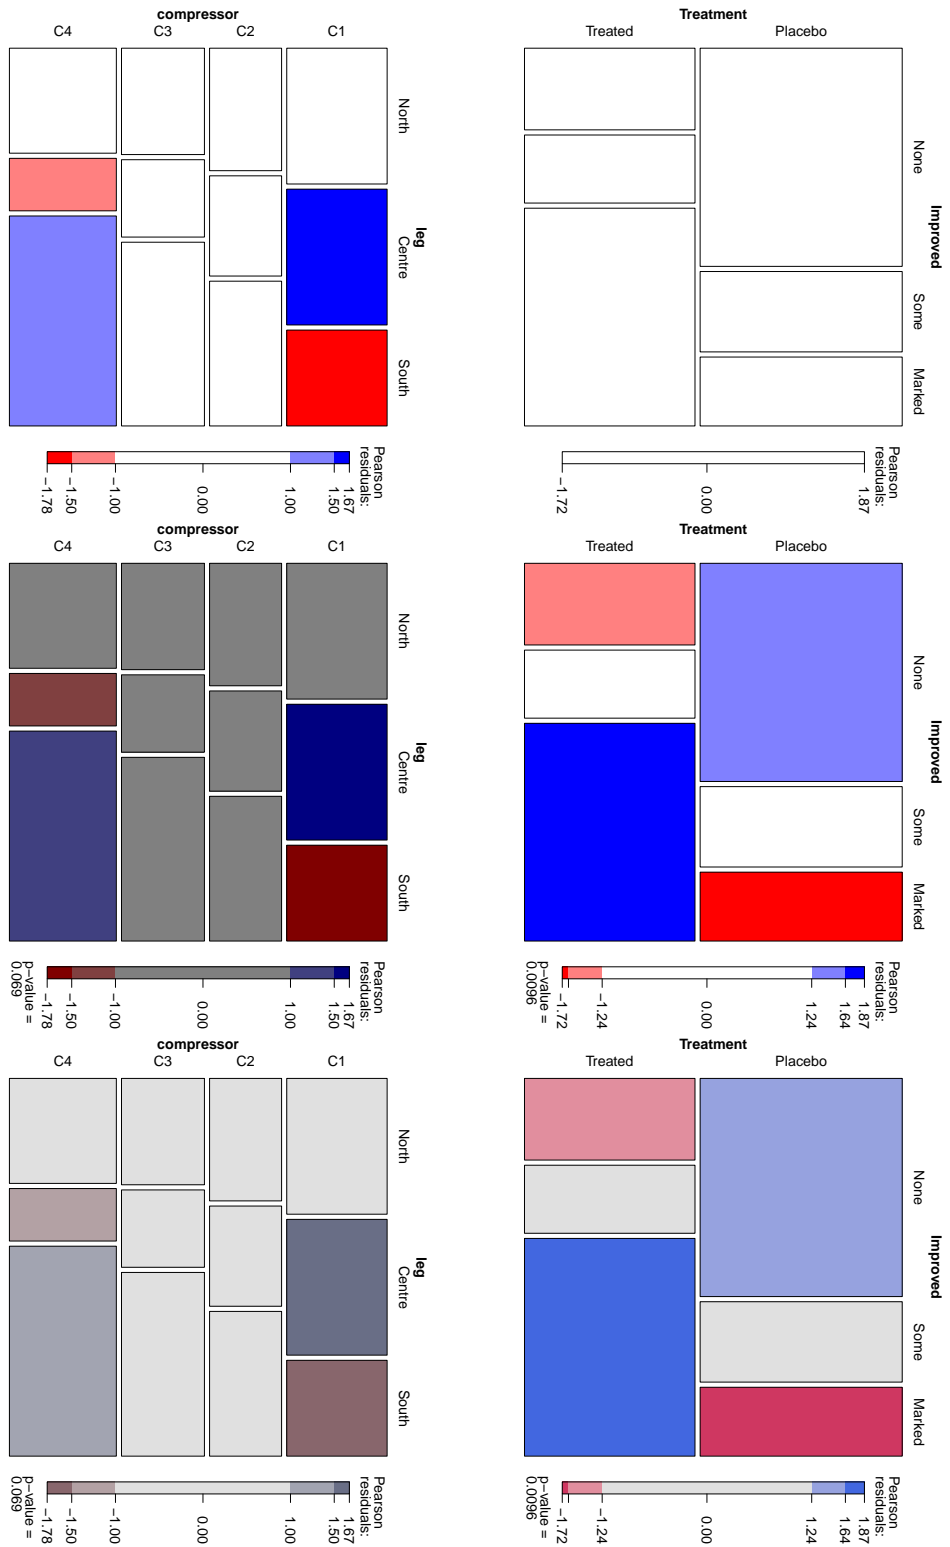 Improved
None Some Marked
Treatment
Placebo
Treated
Pearson
residuals:
1.87
0.00
−1.72
Improved
None Some Marked
Treatment
Placebo
Treated
Pearson
residuals:
1.87
1.64
1.24
0.00
−1.24
−1.72
p−value =
0.0096
Improved
None Some Marked
Treatment
Placebo
Treated
Pearson
residuals:
1.87
1.64
1.24
0.00
−1.24
−1.72
p−value =
0.0096
leg
North Centre South
compressor
C1
C2
C3
C4
Pearson
residuals:
1.67
1.50
1.00
0.00
−1.00
−1.50
−1.78
leg
North Centre South
compressor
C1
C2
C3
C4
Pearson
residuals:
1.67
1.50
1.00
0.00
−1.00
−1.50
−1.78
p−value =
0.069
leg
North Centre South
compressor
C1
C2
C3
C4
Pearson
residuals:
1.67
1.50
1.00
0.00
−1.00
−1.50
−1.78
p−value =
0.069